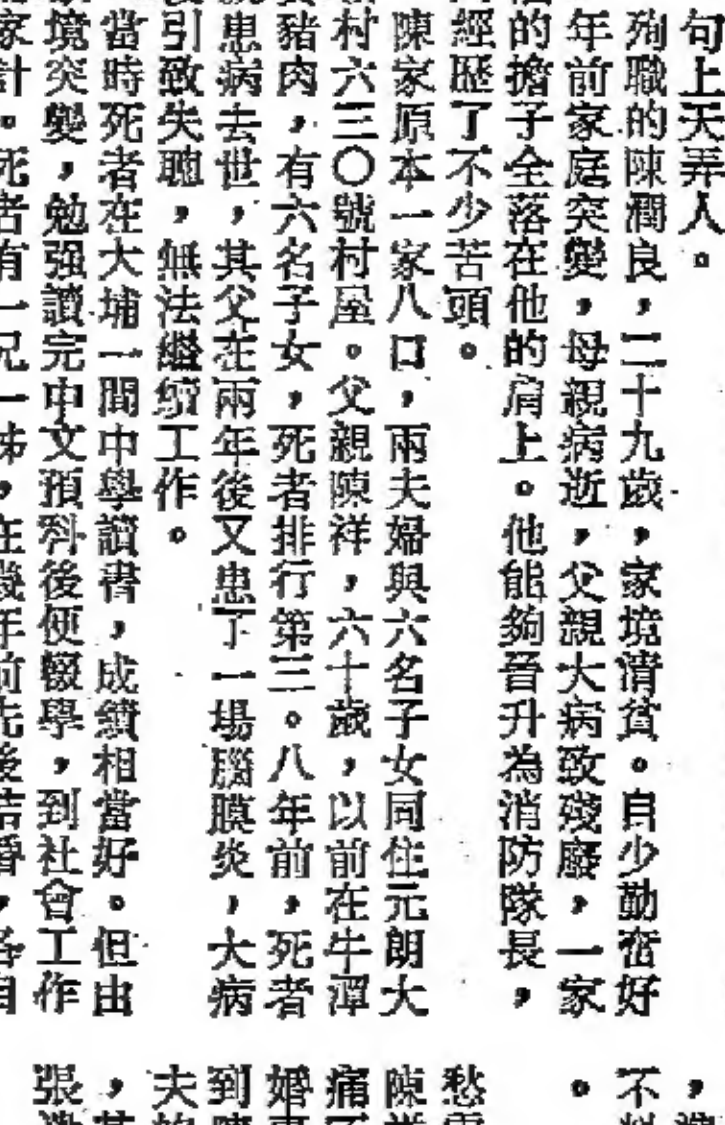 句上天弄人。
殉職的陳潤良，二十九歲，家境清貧。自少勤奮好
年前家庭突變，母親病逝，父親大病致殘廢，一家
的擔子全落在他的肩上。他能夠晉升為消防隊長，
經歷了不少苦頭。
陳家原本一家八口，兩夫婦與六名子女同住元朗大
村六三〇號村屋。父親陳祥，六十歲，以前在牛潭
豬肉，有六名子女，死者排行第三。八年前，死者
患病去世，其父在兩年後又患了一場腦膜炎，大病
引致失聰，無法繼續工作。
當時死者在大埔一間中學讀書，成績相當好。但由
境突變，勉强讀完中文預科後便輟學，到社會工作
家計。死者有一兄一姊，在幾年前先後結婚，各自
，
不料
。
愁
陳
痛
婚
到
夫
，
張